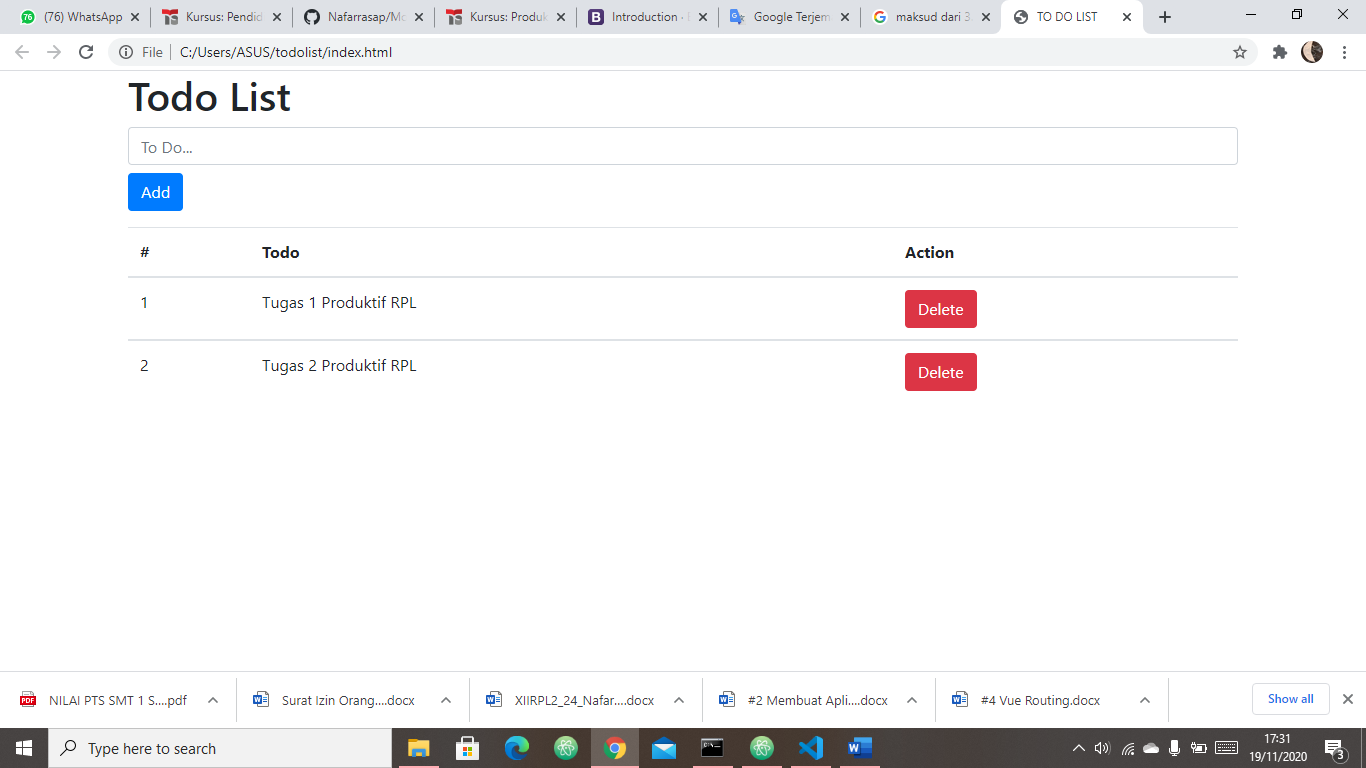 76 (76) WhatsApp
Kursus: Pendid
Nafarrasap/Mo
Kursus: Produk
B Introduction ·
Google Terjem
maksud dari 3
TO DO LIST
File C:/Users/ASUS/todolist/index.html
Todo List
To Do...
Add
# Todo Action
1 Tugas 1 Produktif RPL Delete
2 Tugas 2 Produktif RPL Delete
PDF NILAI PTS SMT 1 S....pdf
Surat Izin Orang....docx
XIIRPL2_24_Nafar....docx
#2 Membuat Apli....docx
#4 Vue Routing.docx
Show all
Type here to search
17:31
19/11/2020
3